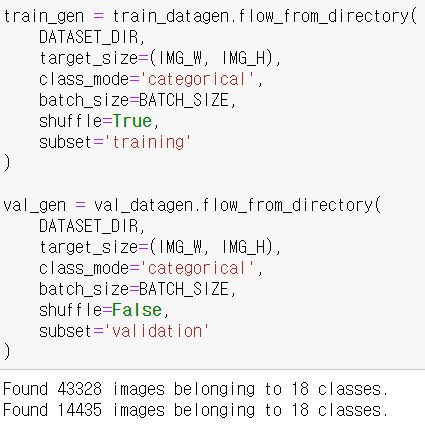 train_gen = train_datagen.flow_from_directory(
    DATASET_DIR,
    target_size=(IMG_W, IMG_H),
    class_mode='categorical',
    batch_size=BATCH_SIZE,
    shuffle=True,
    subset='training'
)

val_gen = val_datagen.flow_from_directory(
    DATASET_DIR,
    target_size=(IMG_W, IMG_H),
    class_mode='categorical',
    batch_size=BATCH_SIZE,
    shuffle=False,
    subset='validation'
)
Found 43328 images belonging to 18 classes.
Found 14435 images belonging to 18 classes.